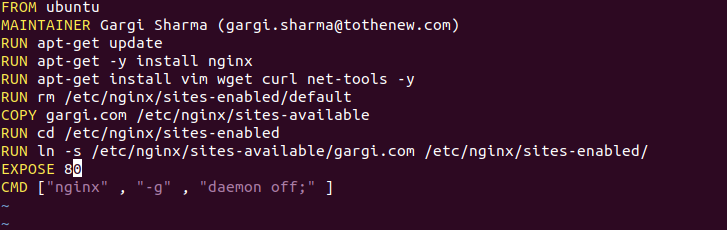 FROM ubuntu
MAINTAINER Gargi Sharma (gargi.sharma@tothenew.com)
RUN apt-get update
RUN apt-get -y install nginx
RUN apt-get install vim wget curl net-tools -y
RUN rm /etc/nginx/sites-enabled/default
COPY gargi.com /etc/nginx/sites-available
RUN cd /etc/nginx/sites-enabled
RUN ln -s /etc/nginx/sites-available/gargi.com /etc/nginx/sites-enabled/
EXPOSE 80
CMD ["nginx" , "-g" , "daemon off;" ]
~
~